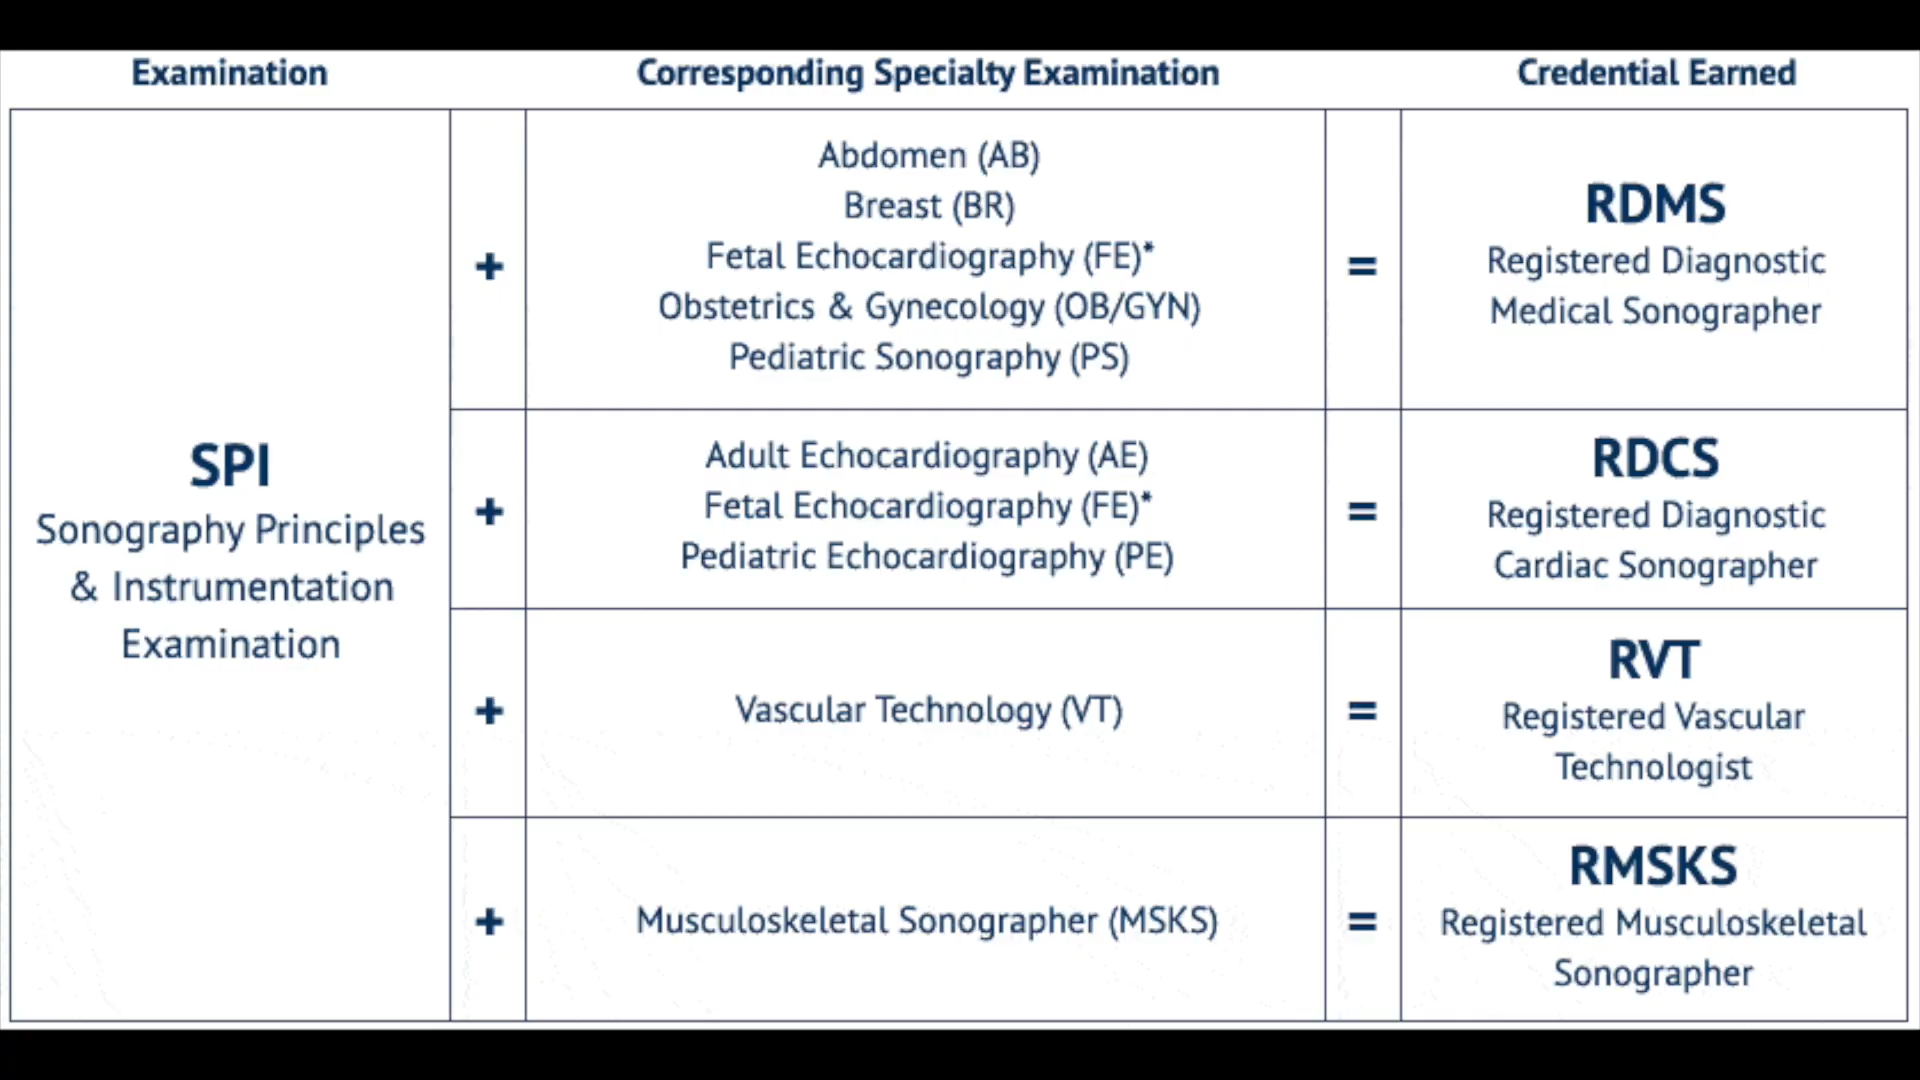 Examination
Corresponding Specialty Examination
Credential Earned
SPI
Sonography Principles
& Instrumentation
Examination
+
Abdomen (AB)
Breast (BR)
Fetal Echocardiography (FE)*
Obstetrics & Gynecology (OB/GYN)
Pediatric Sonography (PS)
=
RDMS
Registered Diagnostic
Medical Sonographer
+
Adult Echocardiography (AE)
Fetal Echocardiography (FE)*
Pediatric Echocardiography (PE)
=
RDCS
Registered Diagnostic
Cardiac Sonographer
+
Vascular Technology (VT)
=
RVT
Registered Vascular
Technologist
+
Musculoskeletal Sonographer (MSKS)
=
RMSKS
Registered Musculoskeletal
Sonographer